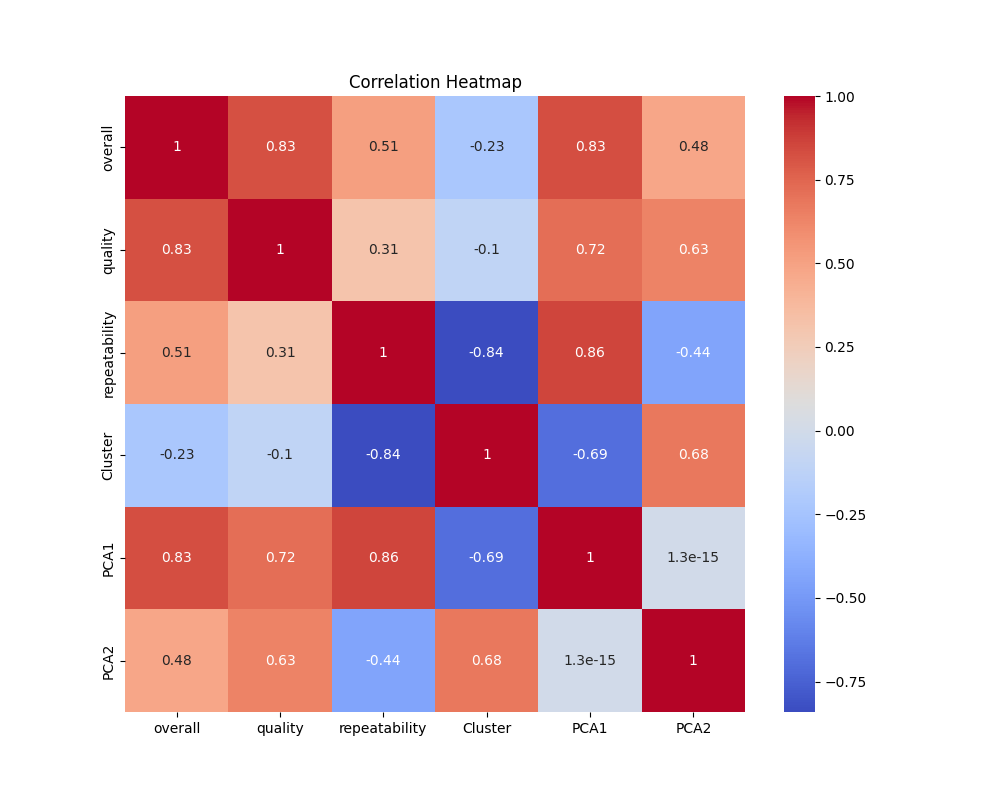 Correlation Heatmap
overall 1 0.83 0.51 -0.23 0.83 0.48
quality 0.83 1 0.31 -0.1 0.72 0.63
repeatability 0.51 0.31 1 -0.84 0.86 -0.44
Cluster -0.23 -0.1 -0.84 1 -0.69 0.68
PCA1 0.83 0.72 0.86 -0.69 1 1.3e-15
PCA2 0.48 0.63 -0.44 0.68 1.3e-15 1
overall quality repeatability Cluster PCA1 PCA2
1.00
0.75
0.50
0.25
0.00
−0.25
−0.50
−0.75